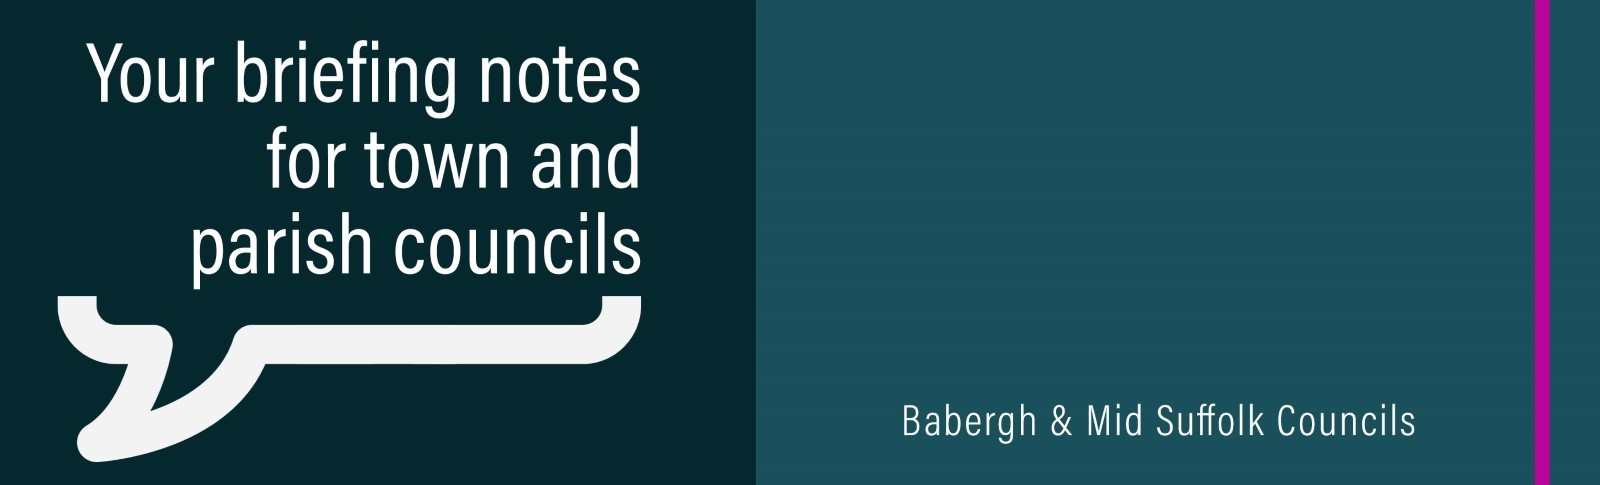 Your briefing notes
for town and
parish councils
Babergh & Mid Suffolk Councils